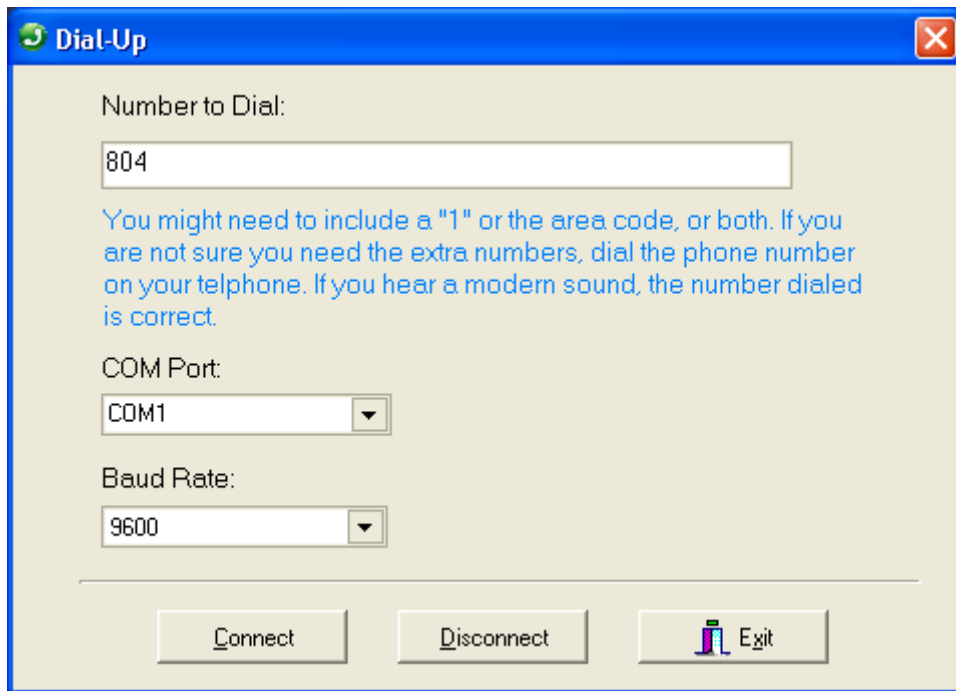 Dial-Up
Number to Dial:
804
You might need to include a "1" or the area code, or both. If you
are not sure you need the extra numbers, dial the phone number
on your telphone. If you hear a modern sound, the number dialed
is correct.
COM Port:
COM1
Baud Rate:
9600
Connect Disconnect Exit